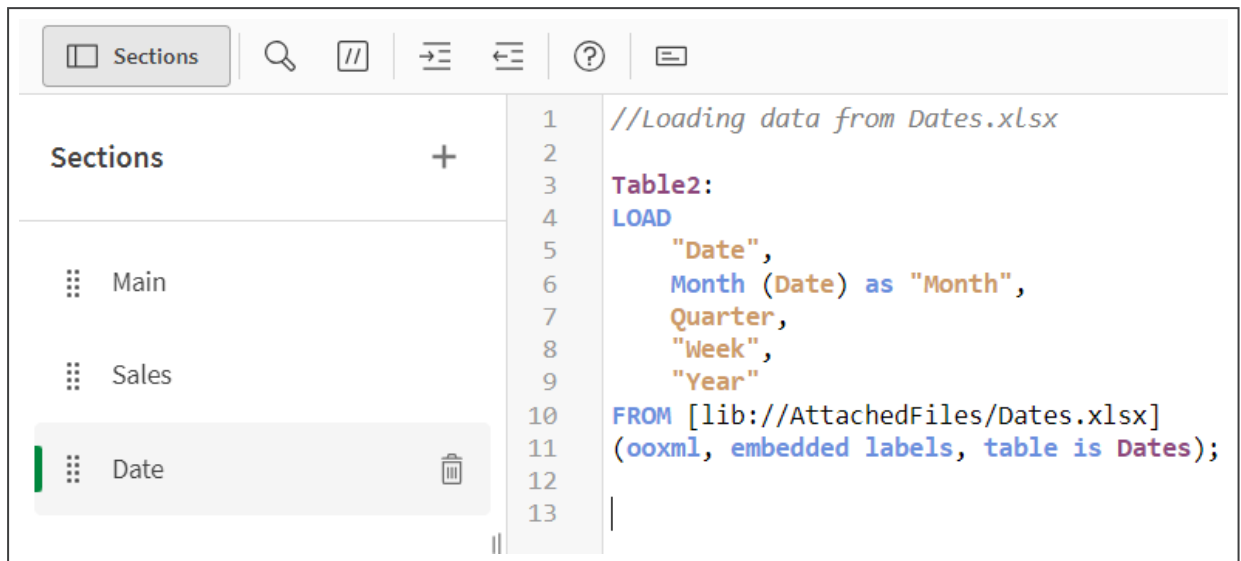 Sections
Sections
Main
Sales
Date
1 //Loading data from Dates.xlsx
2
3 Table2:
4 LOAD
5 "Date",
6 Month (Date) as "Month",
7 Quarter,
8 "Week",
9 "Year"
10 FROM [lib://AttachedFiles/Dates.xlsx]
11 (ooxml, embedded labels, table is Dates);
12
13